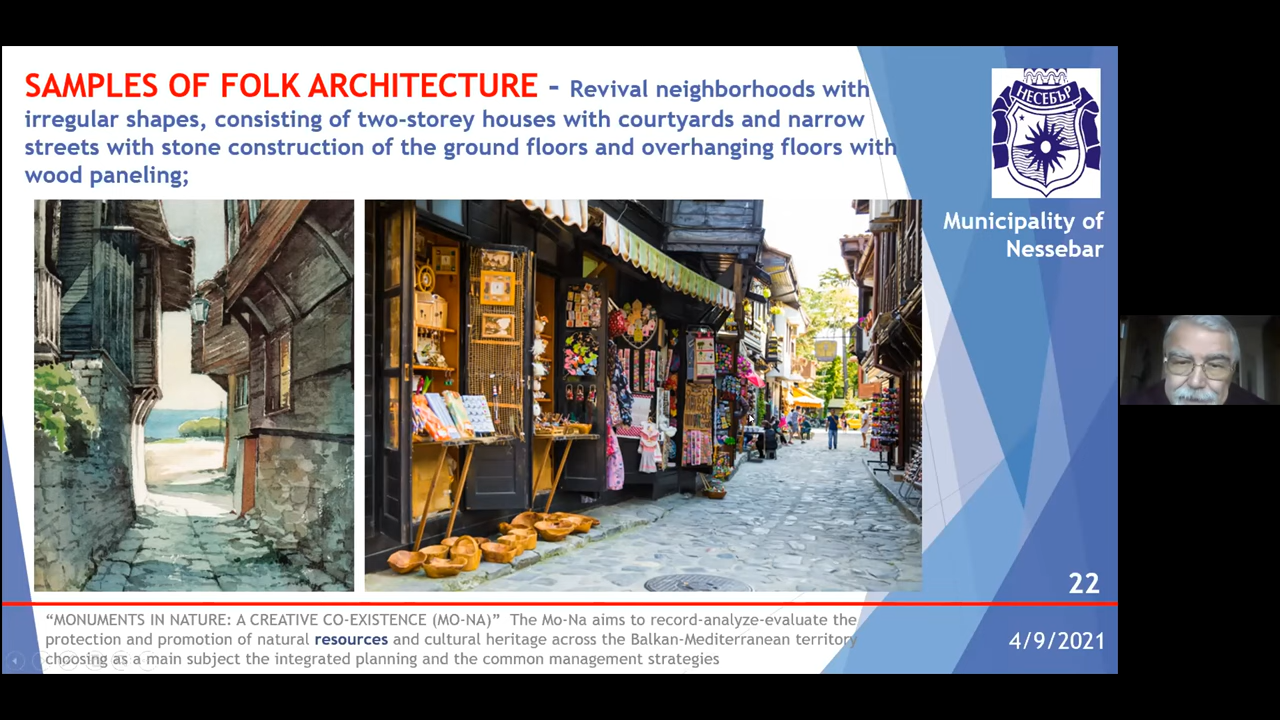 SAMPLES OF FOLK ARCHITECTURE - Revival neighborhoods with
irregular shapes, consisting of two-storey houses with courtyards and narrow
streets with stone construction of the ground floors and overhanging floors with
wood paneling;
НЕСЕБЪР
Municipality of
Nessebar
22
"MONUMENTS IN NATURE: A CREATIVE CO-EXISTENCE (MO-NA)" The Mo-Na aims to record-analyze-evaluate the
protection and promotion of natural resources and cultural heritage across the Balkan-Mediterranean territory
choosing as a main subject the integrated planning and the common management strategies
4/9/2021